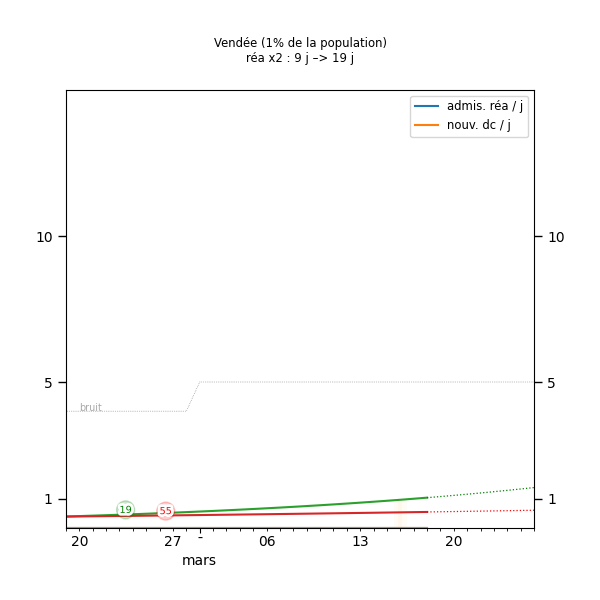 Vendée (1% de la population)
réa x2 : 9 j –> 19 j
admis. réa / j
nouv. dc / j
10
10
5
5
bruit
1
1
19
55
20
27
-
06
13
20
mars